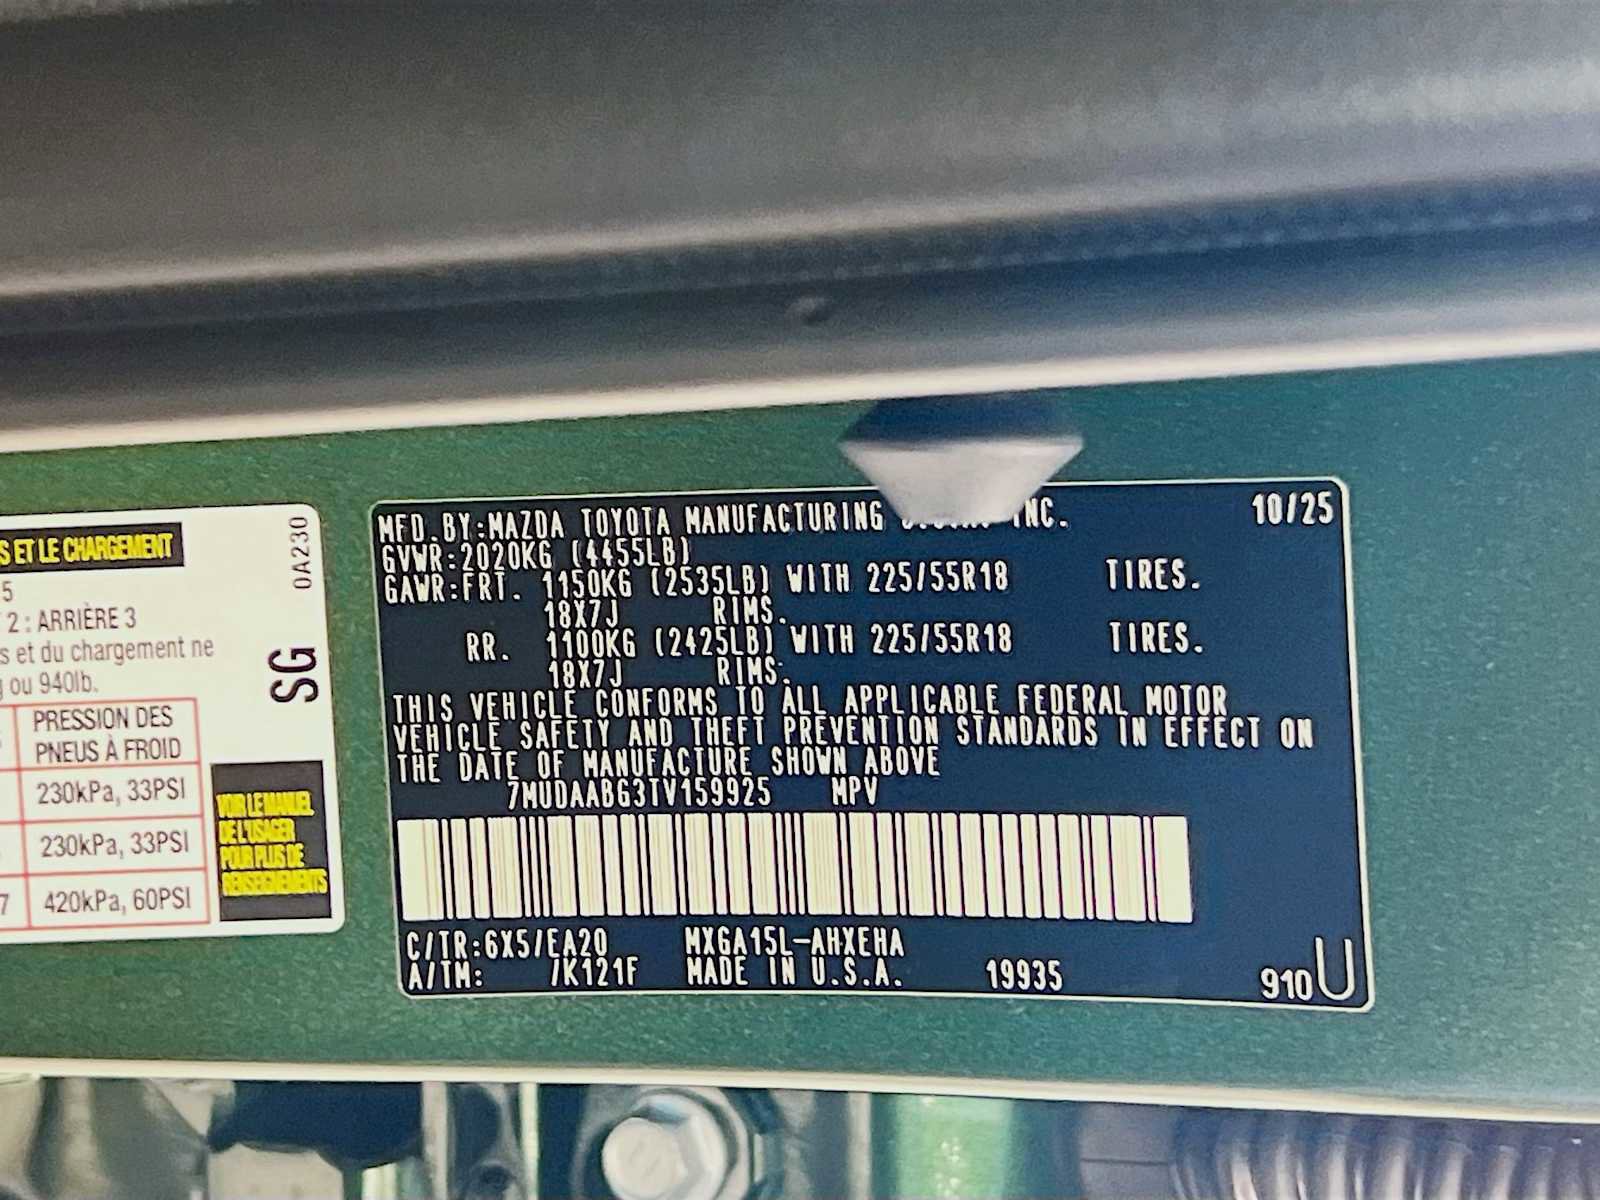 S ET LE CHARGEMENT
5
2 : ARRIÈRE 3
s et du chargement ne
ou 940lb.
PRESSION DES
PNEUS À FROID
230kPa, 33PSI
230kPa, 33PSI
7 420kPa, 60PSI
0A230
SG
VOIR LE MANUEL
DE L'USAGER
POUR PLUS DE
RENSEIGNEMENTS
MFD.BY:MAZDA TOYOTA MANUFACTURING INC. 10/25
GVWR:2020KG (4455LB)
GAWR:FRT. 1150KG (2535LB) WITH 225/55R18 TIRES.
18X7J RIMS.
RR. 1100KG (2425LB) WITH 225/55R18 TIRES.
18X7J RIMS.
THIS VEHICLE CONFORMS TO ALL APPLICABLE FEDERAL MOTOR
VEHICLE SAFETY AND THEFT PREVENTION STANDARDS IN EFFECT ON
THE DATE OF MANUFACTURE SHOWN ABOVE
7MUDAABG3TV159925 MPV
C/TR:6X5/EA20 MXGA15L-AHXEHA
A/TM: /K121F MADE IN U.S.A. 19935 910U